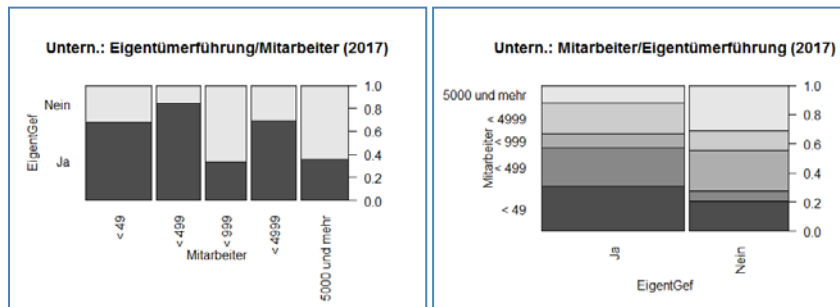 Untern.: Eigentümerführung/Mitarbeiter (2017)
Nein
Ja
EigentGef
1.0
0.8
0.6
0.4
0.2
0.0
< 49
< 499
< 999
< 4999
5000 und mehr
Mitarbeiter
Untern.: Mitarbeiter/Eigentümerführung (2017)
5000 und mehr
< 4999
< 999
< 499
< 49
Mitarbeiter
1.0
0.8
0.6
0.4
0.2
0.0
Ja
Nein
EigentGef